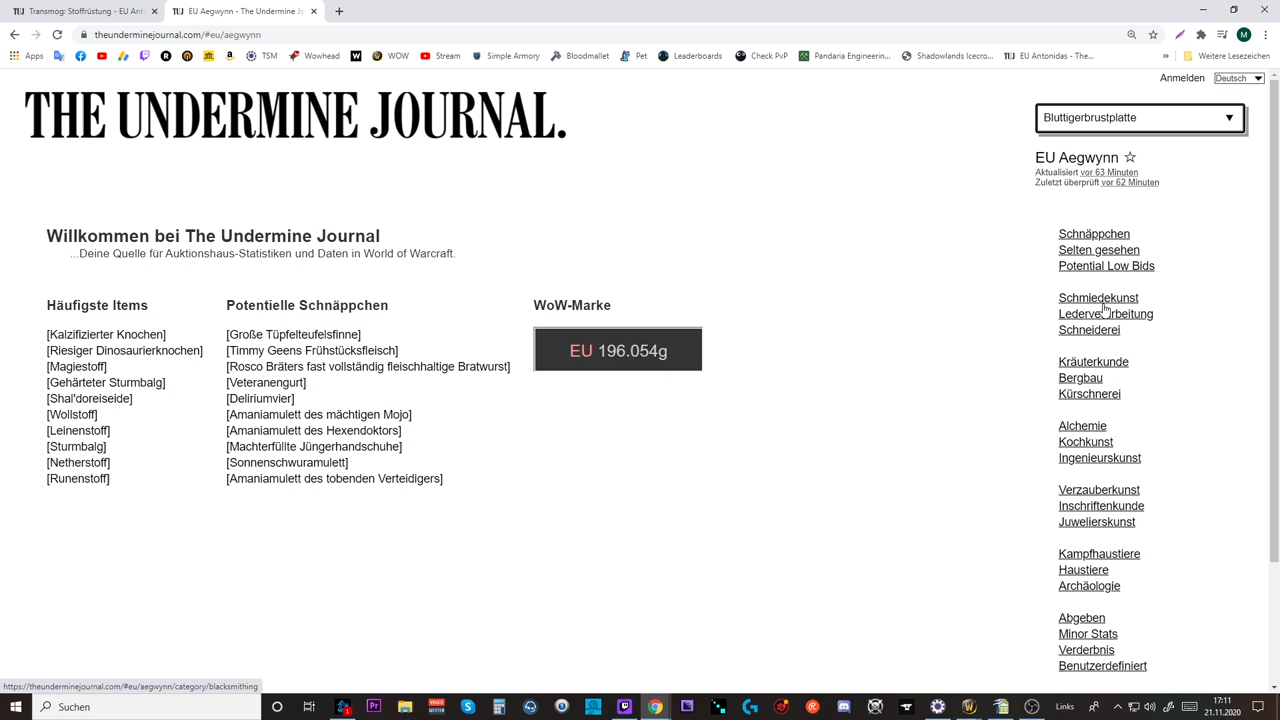 Transmog: Stoffrüstung - EU Ant
EU Aegwynn - The Undermine Jo
theunderminejournal.com/#eu/aegwynn
Apps
TSM
Wowhead
WOW
Stream
Simple Armory
Bloodmallet
Pet
Leaderboards
Check PvP
Pandaria Engineerin...
Shadowlands Icecro...
EU Antonidas - The...
Weitere Lesezeichen
Anmelden
Deutsch
THE UNDERMINE JOURNAL.
Bluttigerbrustplatte
EU Aegwynn ☆
Aktualisiert vor 63 Minuten
Zuletzt überprüft vor 62 Minuten
Willkommen bei The Undermine Journal
...Deine Quelle für Auktionshaus-Statistiken und Daten in World of Warcraft.
Häufigste Items
[Kalzifizierter Knochen]
[Riesiger Dinosaurierknochen]
[Magiestoff]
[Gehärteter Sturmbalg]
[Shal'doreiseide]
[Wollstoff]
[Leinenstoff]
[Sturmbalg]
[Netherstoff]
[Runenstoff]
Potentielle Schnäppchen
[Große Tüpfelteufelsfinne]
[Timmy Geens Frühstücksfleisch]
[Rosco Bräters fast vollständig fleischhaltige Bratwurst]
[Veteranengurt]
[Deliriumvier]
[Amaniamulett des mächtigen Mojo]
[Amaniamulett des Hexendoktors]
[Machterfüllte Jüngerhandschuhe]
[Sonnenschwuramulett]
[Amaniamulett des tobenden Verteidigers]
WoW-Marke
EU 196.054g
Schnäppchen
Selten gesehen
Potential Low Bids
Schmiedekunst
Lederverarbeitung
Schneiderei
Kräuterkunde
Bergbau
Kürschnerei
Alchemie
Kochkunst
Ingenieurskunst
Verzauberkunst
Inschriftenkunde
Juwelierskunst
Kampfhaustiere
Haustiere
Archäologie
Abgeben
Minor Stats
Verderbnis
Benutzerdefiniert
https://theunderminejournal.com/#eu/aegwynn/category/blacksmithing
Suchen
Links
17:11
21.11.2020